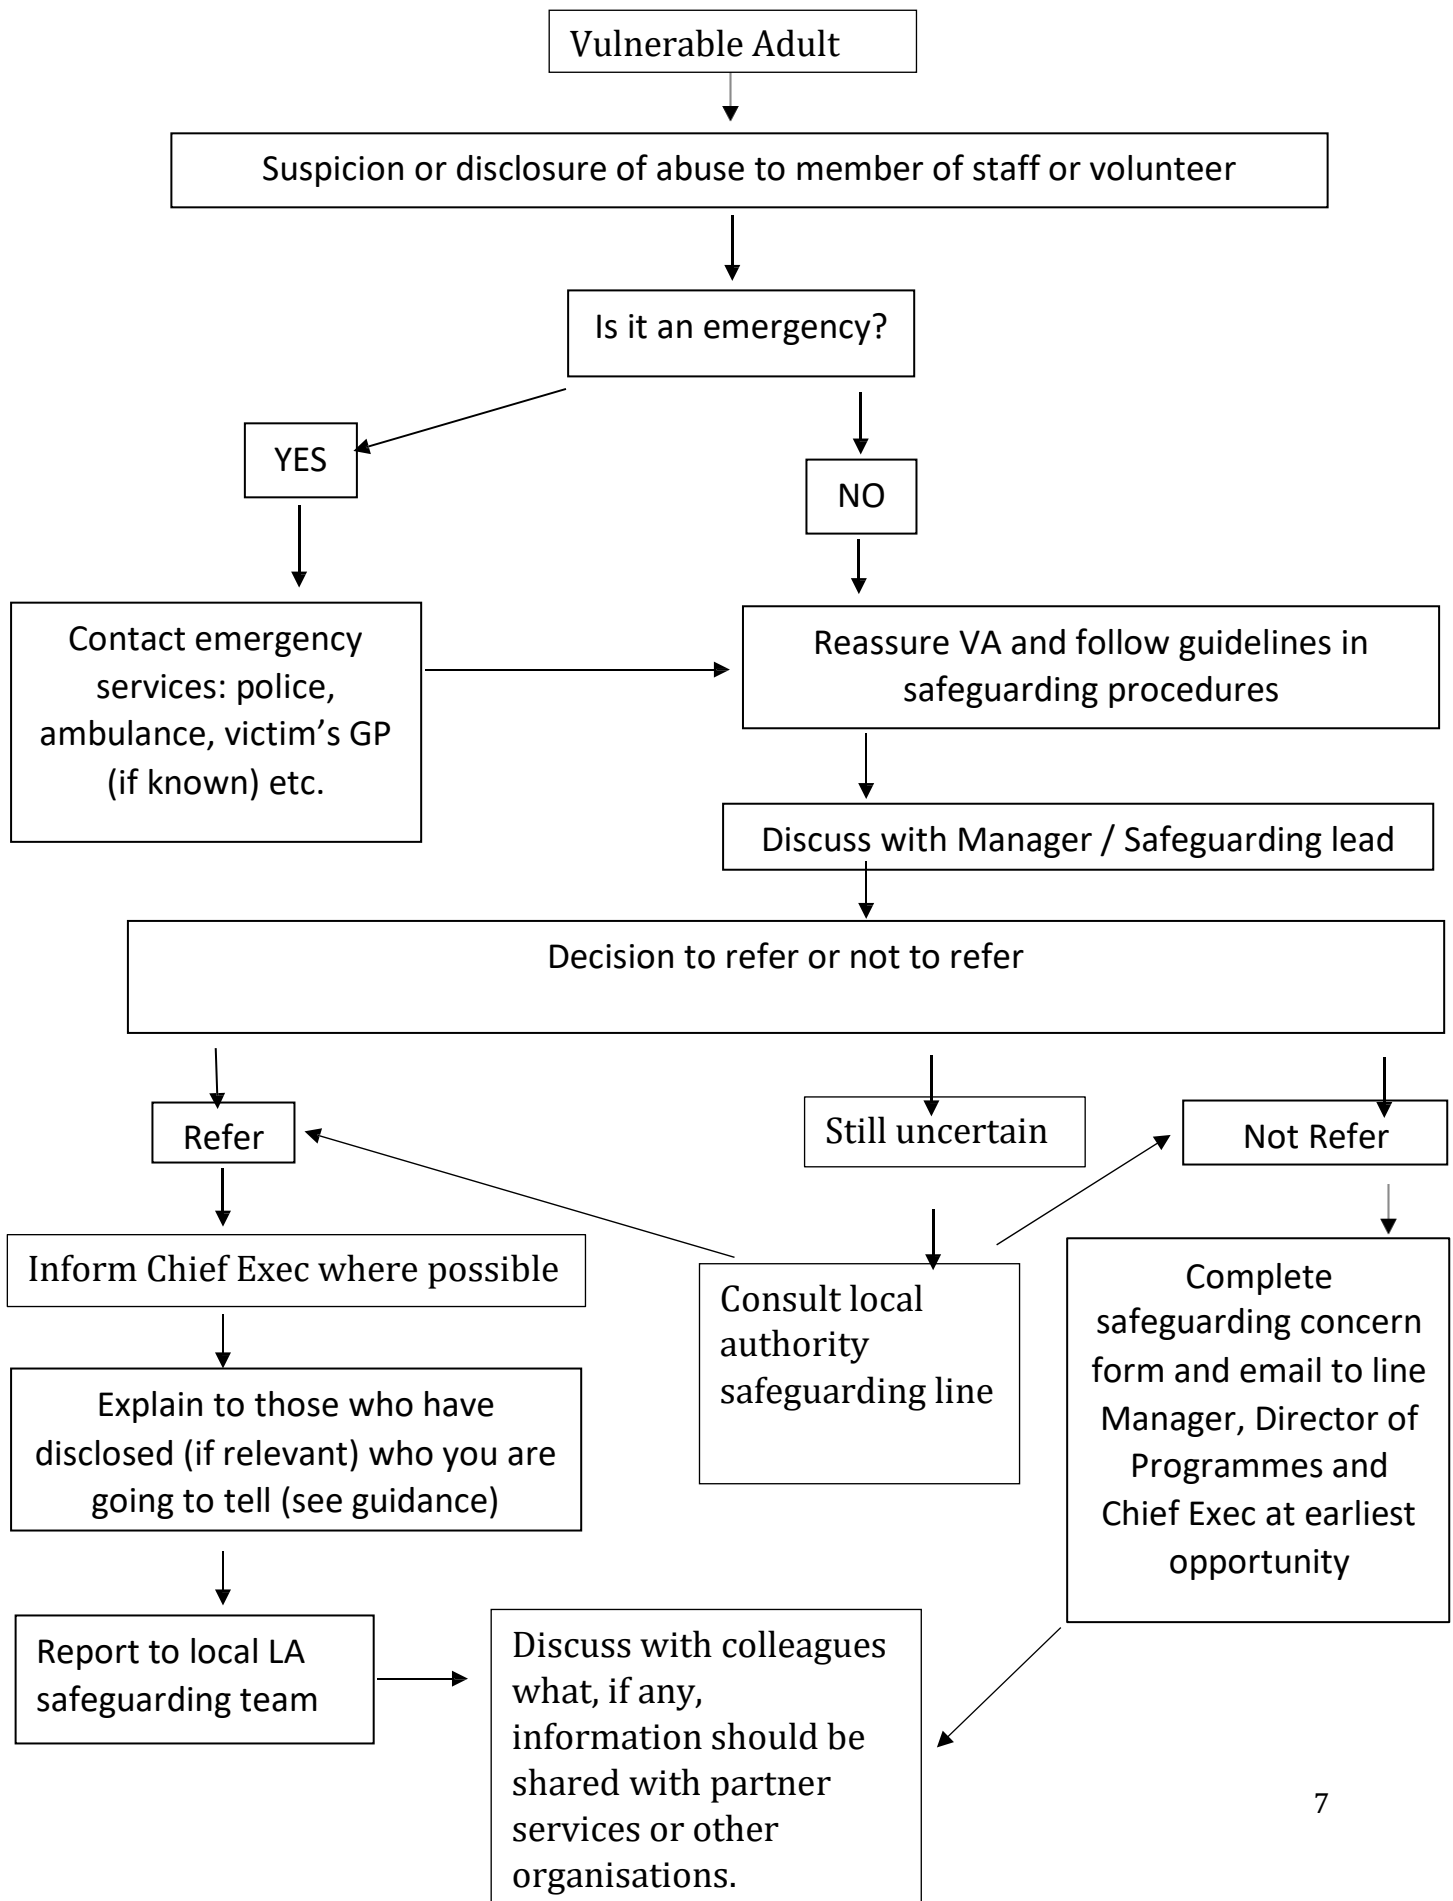 Vulnerable Adult
Suspicion or disclosure of abuse to member of staff or volunteer
Is it an emergency?
YES
NO
Contact emergency
services: police,
ambulance, victim’s GP
(if known) etc.
Reassure VA and follow guidelines in
safeguarding procedures
Discuss with Manager / Safeguarding lead
Decision to refer or not to refer
Refer
Still uncertain
Not Refer
Inform Chief Exec where possible
Consult local
authority
safeguarding line
Complete
safeguarding concern
form and email to line
Manager, Director of
Programmes and
Chief Exec at earliest
opportunity
Explain to those who have
disclosed (if relevant) who you are
going to tell (see guidance)
Report to local LA
safeguarding team
Discuss with colleagues
what, if any,
information should be
shared with partner
services or other
organisations.
7